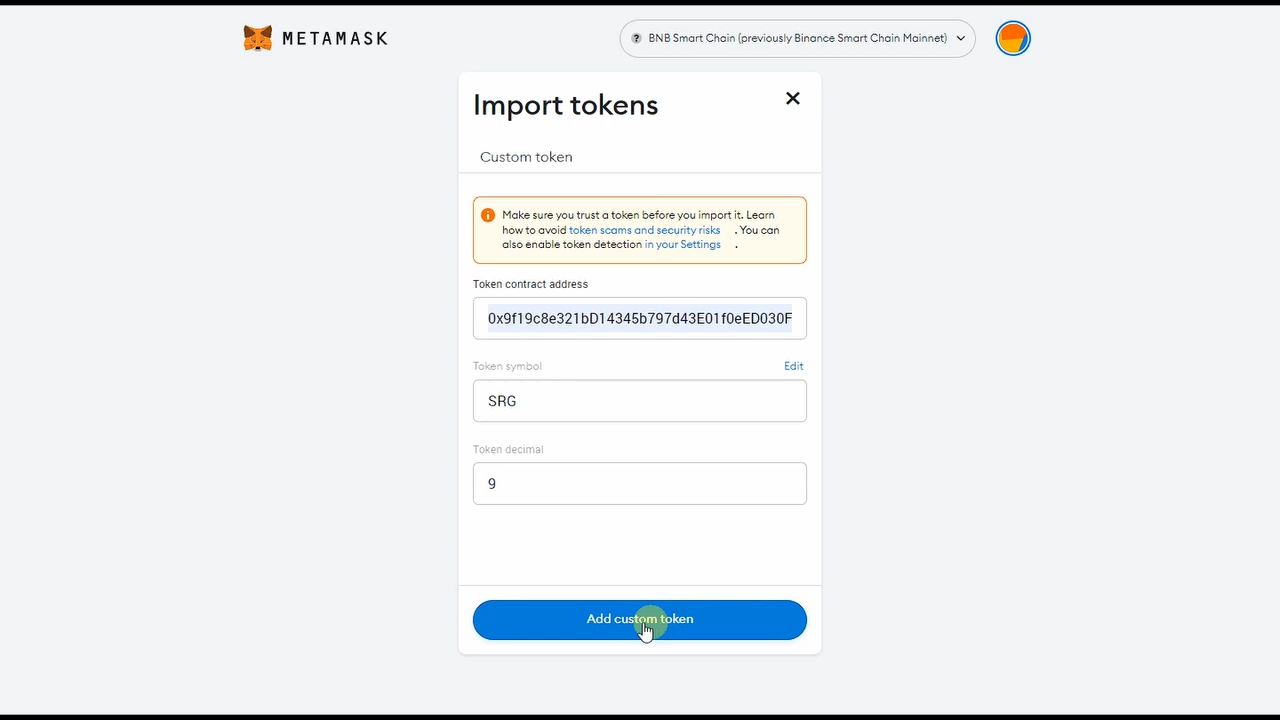 METAMASK
? BNB Smart Chain (previously Binance Smart Chain Mainnet)
Import tokens
Custom token
Make sure you trust a token before you import it. Learn
how to avoid token scams and security risks . You can
also enable token detection in your Settings .
Token contract address
0x9f19c8e321bD14345b797d43E01f0eED030F
Token symbol
Edit
SRG
Token decimal
9
Add custom token